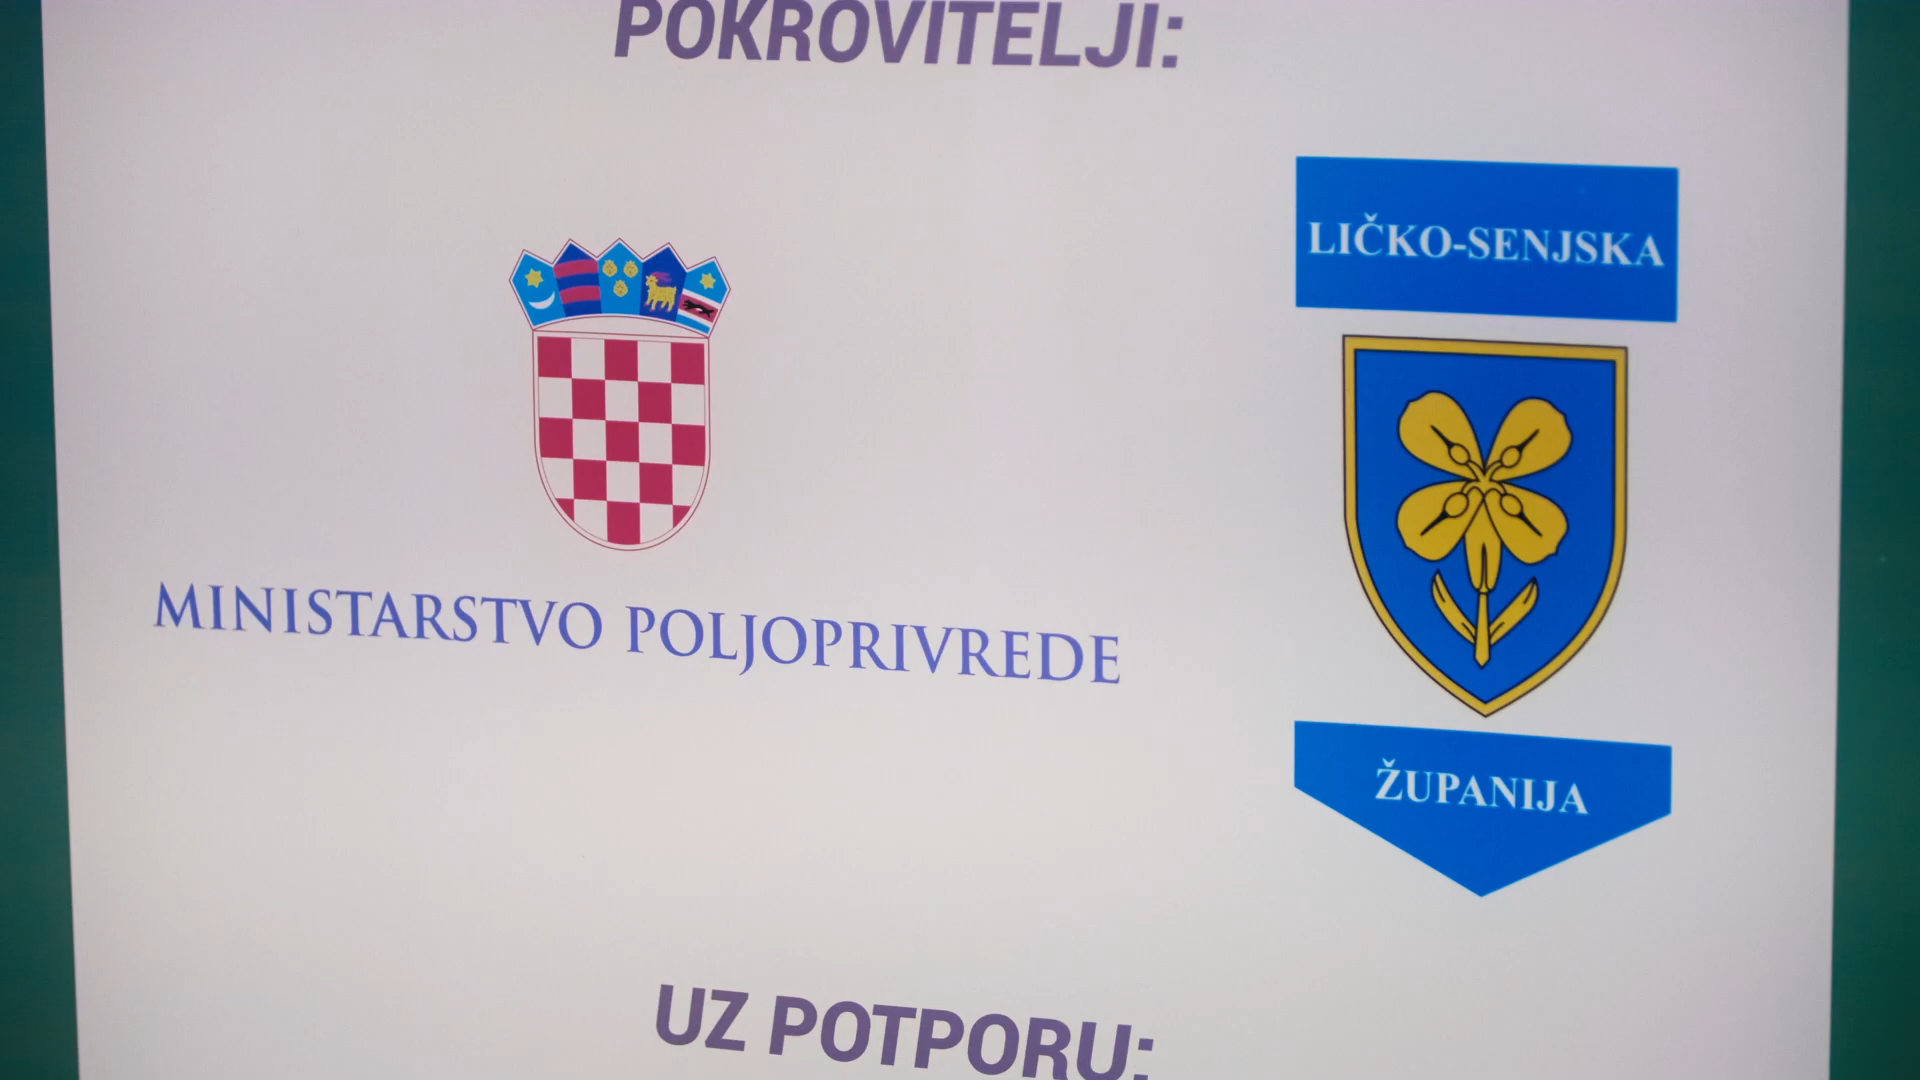 POKROVITELJI:
LIČKO-SENJSKA
MINISTARSTVO POLJOPRIVREDE
ŽUPANIJA
UZ POTPORU: